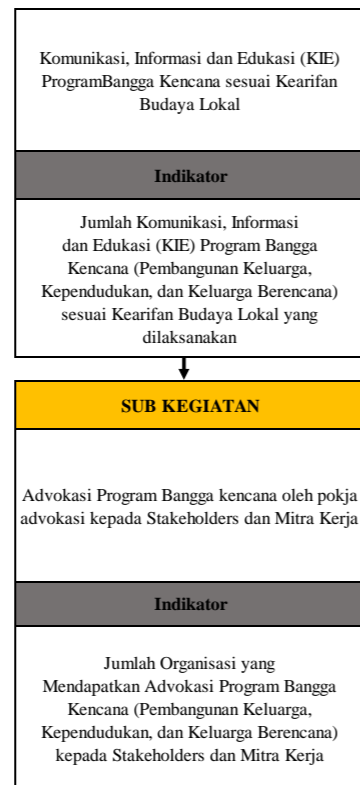 Komunikasi, Informasi dan Edukasi (KIE)
ProgramBangga Kencana sesuai Kearifan
Budaya Lokal
Indikator
Jumlah Komunikasi, Informasi
dan Edukasi (KIE) Program Bangga
Kencana (Pembangunan Keluarga,
Kependudukan, dan Keluarga Berencana)
sesuai Kearifan Budaya Lokal yang
dilaksanakan
SUB KEGIATAN
Advokasi Program Bangga kencana oleh pokja
advokasi kepada Stakeholders dan Mitra Kerja
Indikator
Jumlah Organisasi yang
Mendapatkan Advokasi Program Bangga
Kencana (Pembangunan Keluarga,
Kependudukan, dan Keluarga Berencana)
kepada Stakeholders dan Mitra Kerja